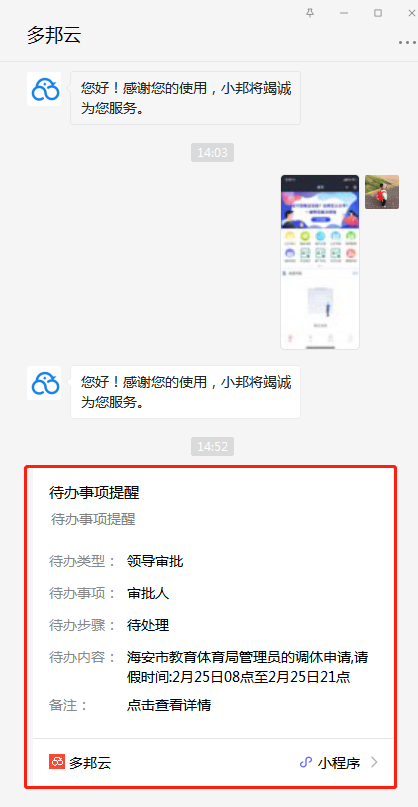 多邦云
您好！感谢您的使用，小邦将竭诚
为您服务。
14:03
您好！感谢您的使用，小邦将竭诚
为您服务。
14:52
待办事项提醒
待办事项提醒
待办类型： 领导审批
待办事项： 审批人
待办步骤： 待处理
待办内容： 海安市教育体育局管理员的调休申请,请
假时间:2月25日08点至2月25日21点
备注： 点击查看详情
多邦云 小程序